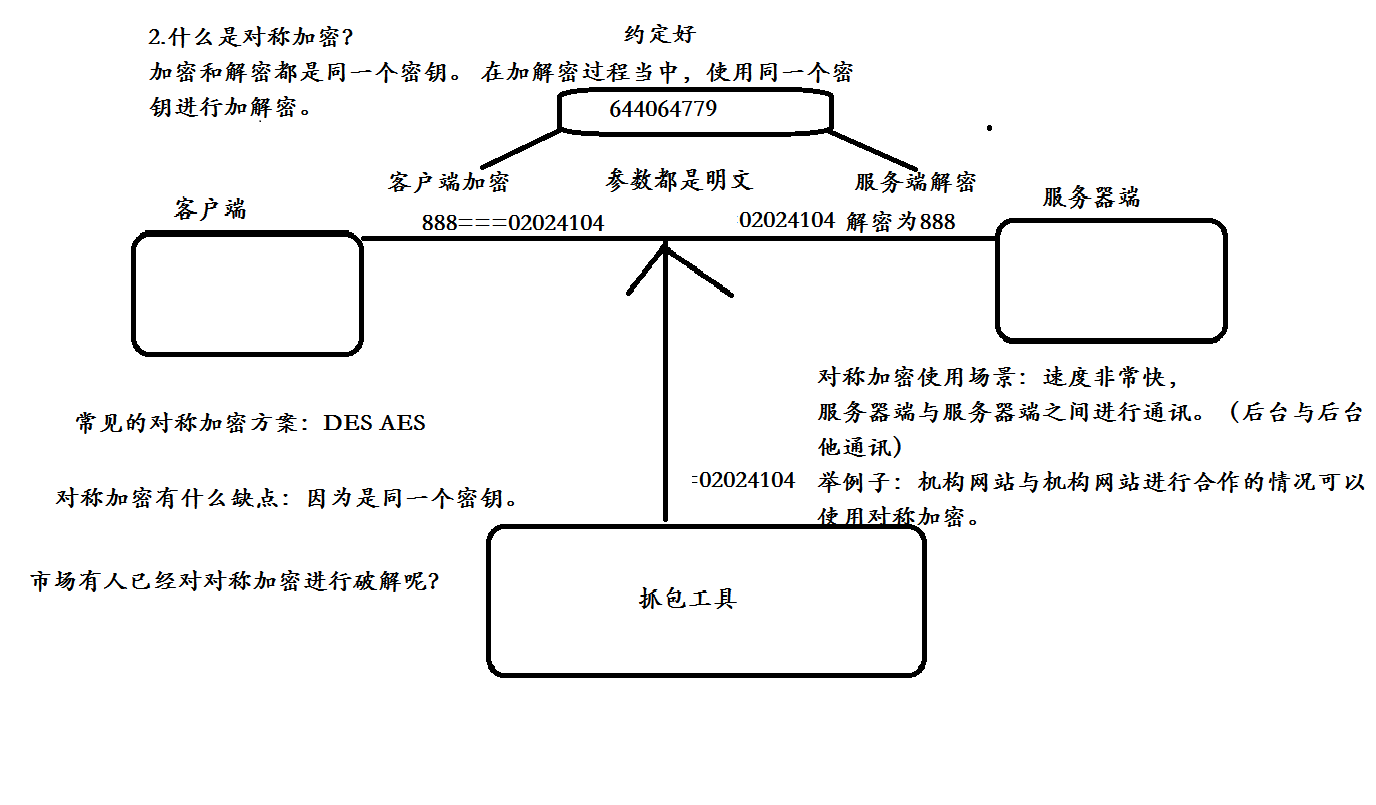 2.什么是对称加密？
约定好
加密和解密都是同一个密钥。 在加解密过程当中，使用同一个密
钥进行加解密。
644064779
客户端加密
参数都是明文
服务端解密
客户端
服务器端
888===02024104
02024104 解密为888
对称加密使用场景：速度非常快，
服务器端与服务器端之间进行通讯。（后台与后台
他通讯）
常见的对称加密方案：DES AES
=02024104
举例子：机构网站与机构网站进行合作的情况可以
使用对称加密。
对称加密有什么缺点：因为是同一个密钥。
市场有人已经对对称加密进行破解呢？
抓包工具